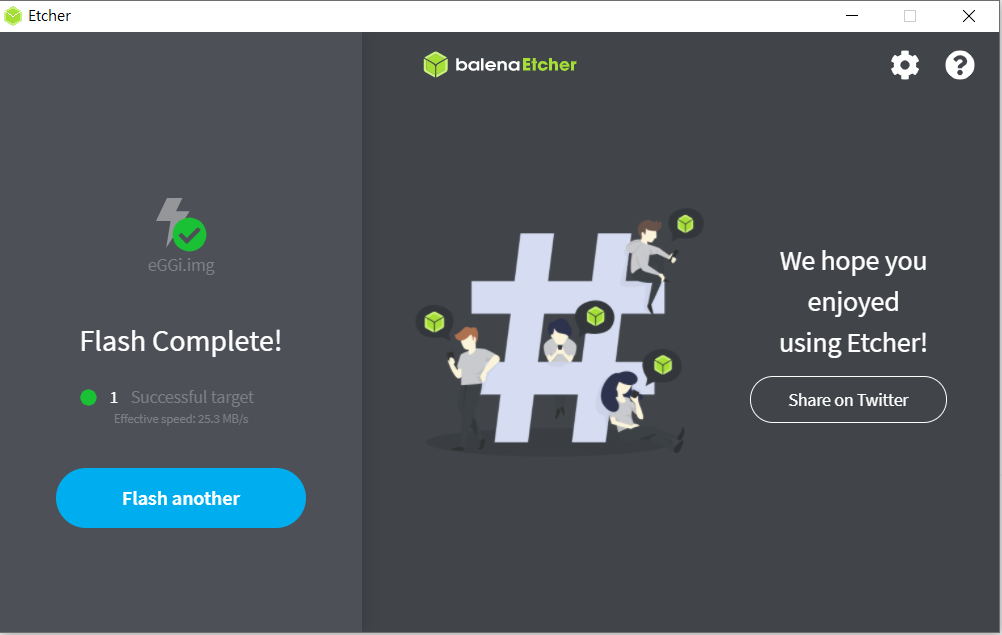 Etcher
balenaEtcher
eGGi.img
Flash Complete!
1 Successful target
Effective speed: 25.3 MB/s
Flash another
We hope you
enjoyed
using Etcher!
Share on Twitter